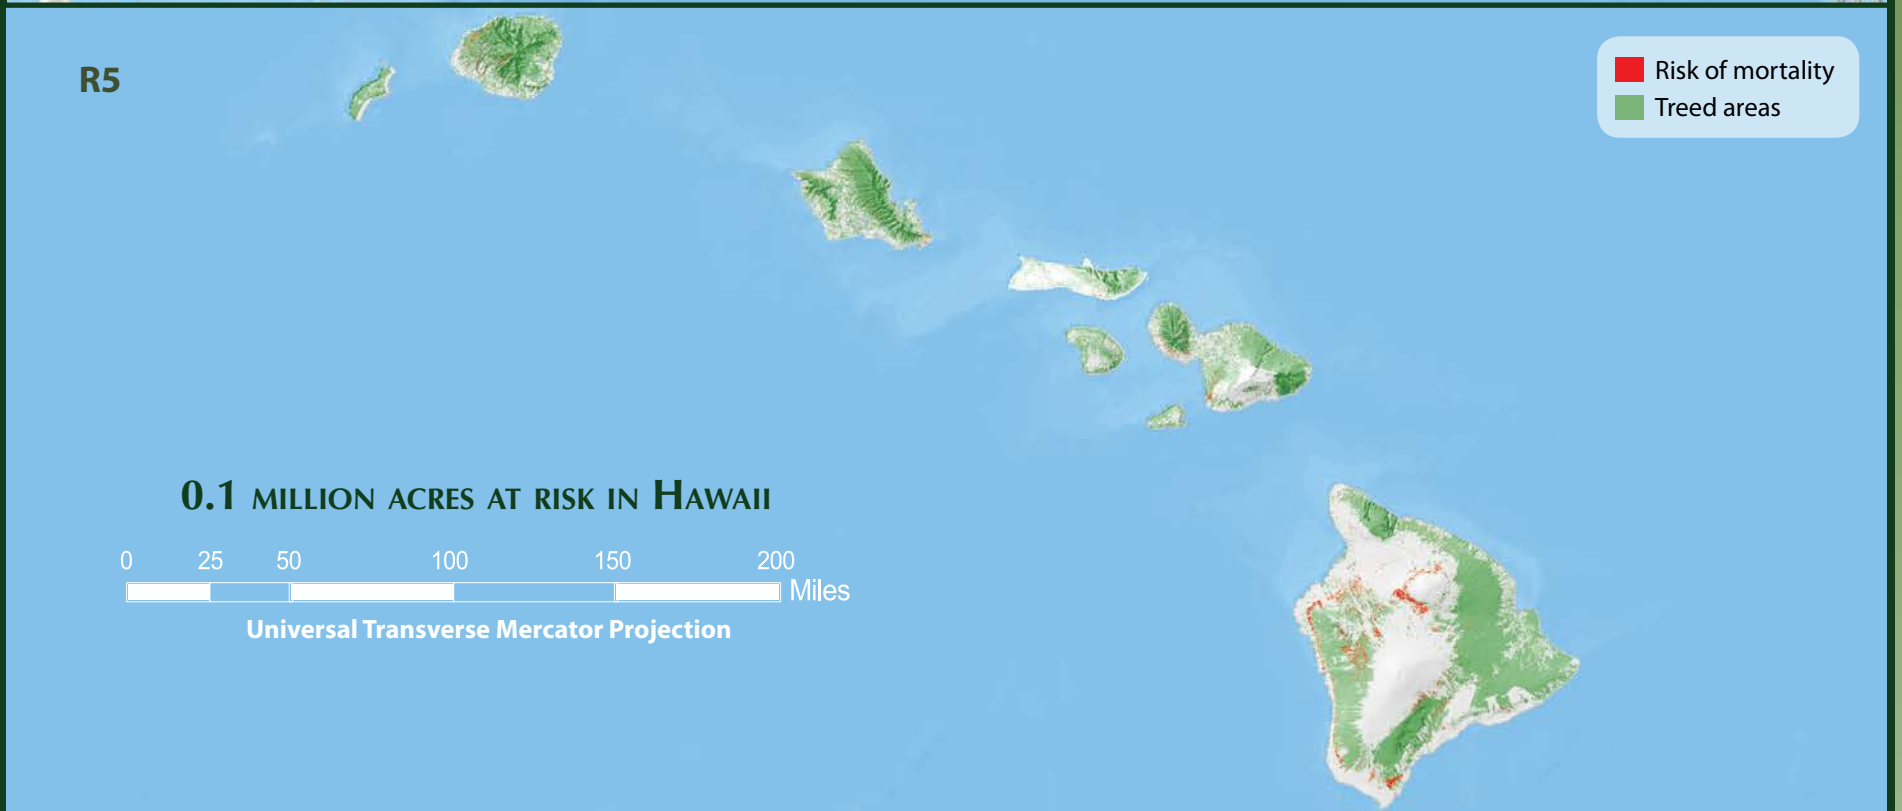 R5
Risk of mortality
Treed areas
0.1 MILLION ACRES AT RISK IN HAWAII
0 25 50 100 150 200
Miles
Universal Transverse Mercator Projection